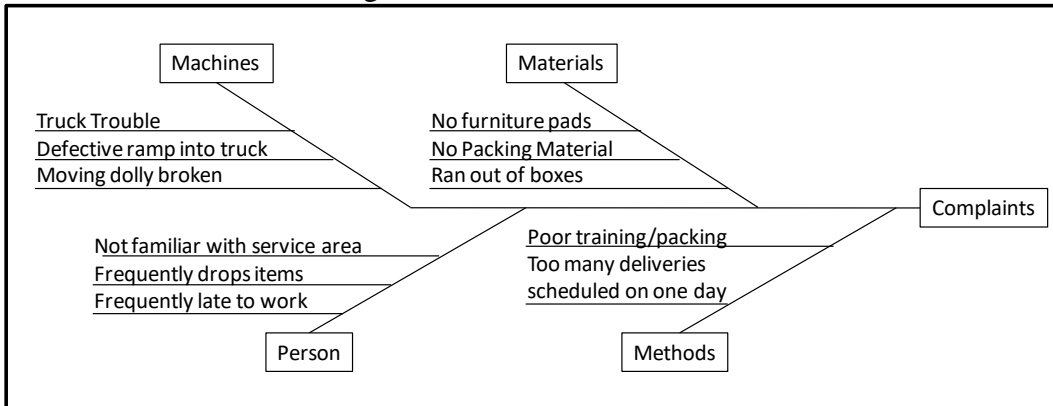 Machines
Materials
Truck Trouble
Defective ramp into truck
Moving dolly broken
No furniture pads
No Packing Material
Ran out of boxes
Complaints
Not familiar with service area
Frequently drops items
Frequently late to work
Poor training/packing
Too many deliveries
scheduled on one day
Person
Methods